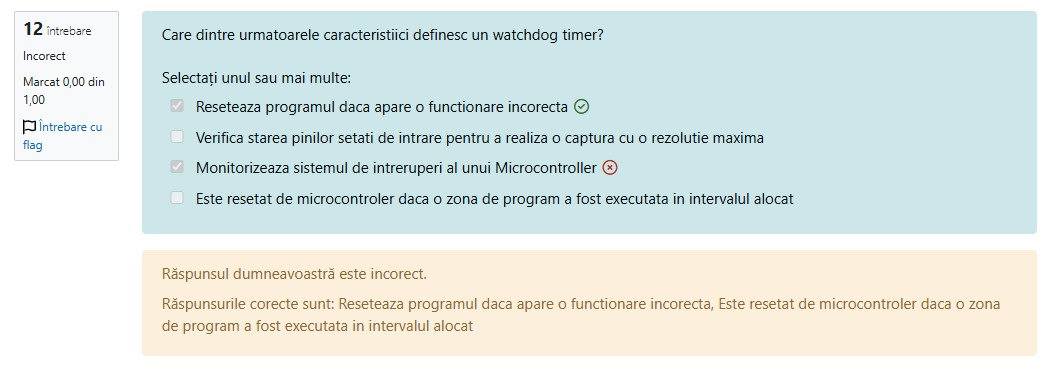 12 întrebare
Incorect
Marcat 0,00 din
1,00
Întrebare cu
flag
Care dintre urmatoarele caracteristiici definesc un watchdog timer?
Selectați unul sau mai multe:
Reseteaza programul daca apare o functionare incorecta
Verifica starea pinilor setati de intrare pentru a realiza o captura cu o rezolutie maxima
Monitorizeaza sistemul de intreruperi al unui Microcontroller
Este resetat de microcontroler daca o zona de program a fost executata in intervalul alocat
Răspunsul dumneavoastră este incorect.
Răspunsurile corecte sunt: Reseteaza programul daca apare o functionare incorecta, Este resetat de microcontroler daca o zona
de program a fost executata in intervalul alocat